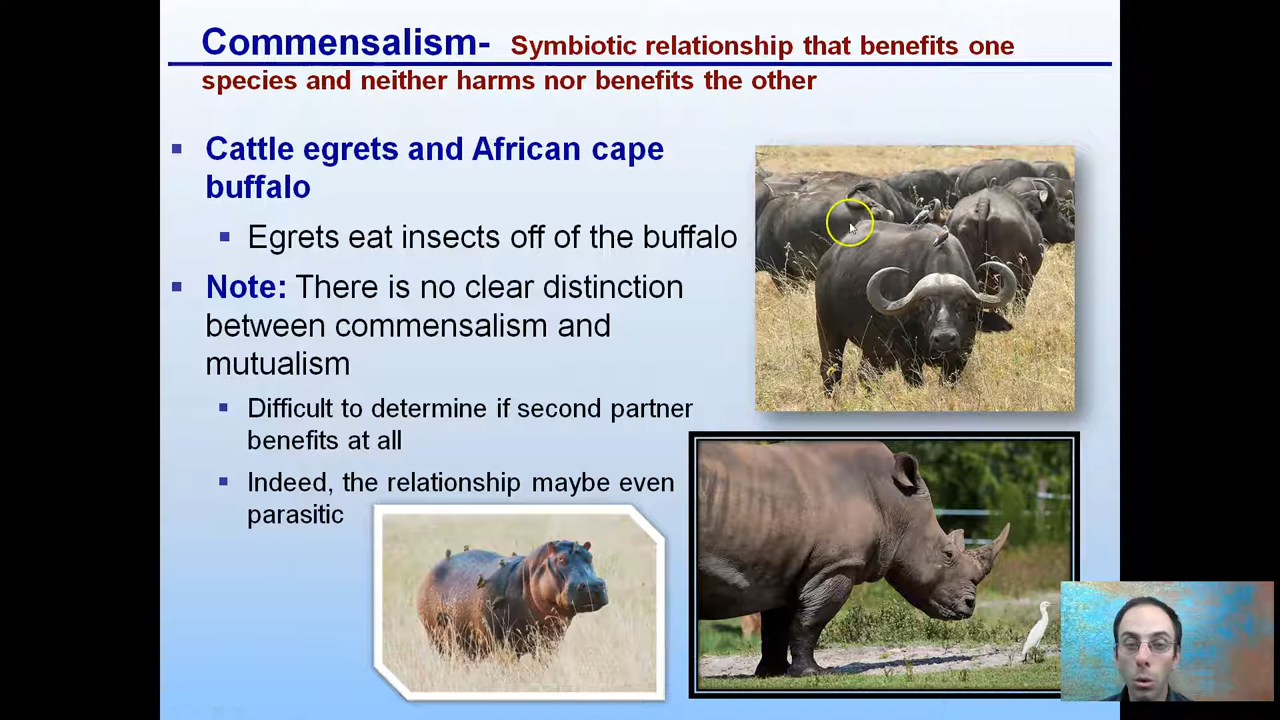 Commensalism- Symbiotic relationship that benefits one
species and neither harms nor benefits the other
Cattle egrets and African cape
buffalo
Egrets eat insects off of the buffalo
Note: There is no clear distinction
between commensalism and
mutualism
Difficult to determine if second partner
benefits at all
Indeed, the relationship maybe even
parasitic